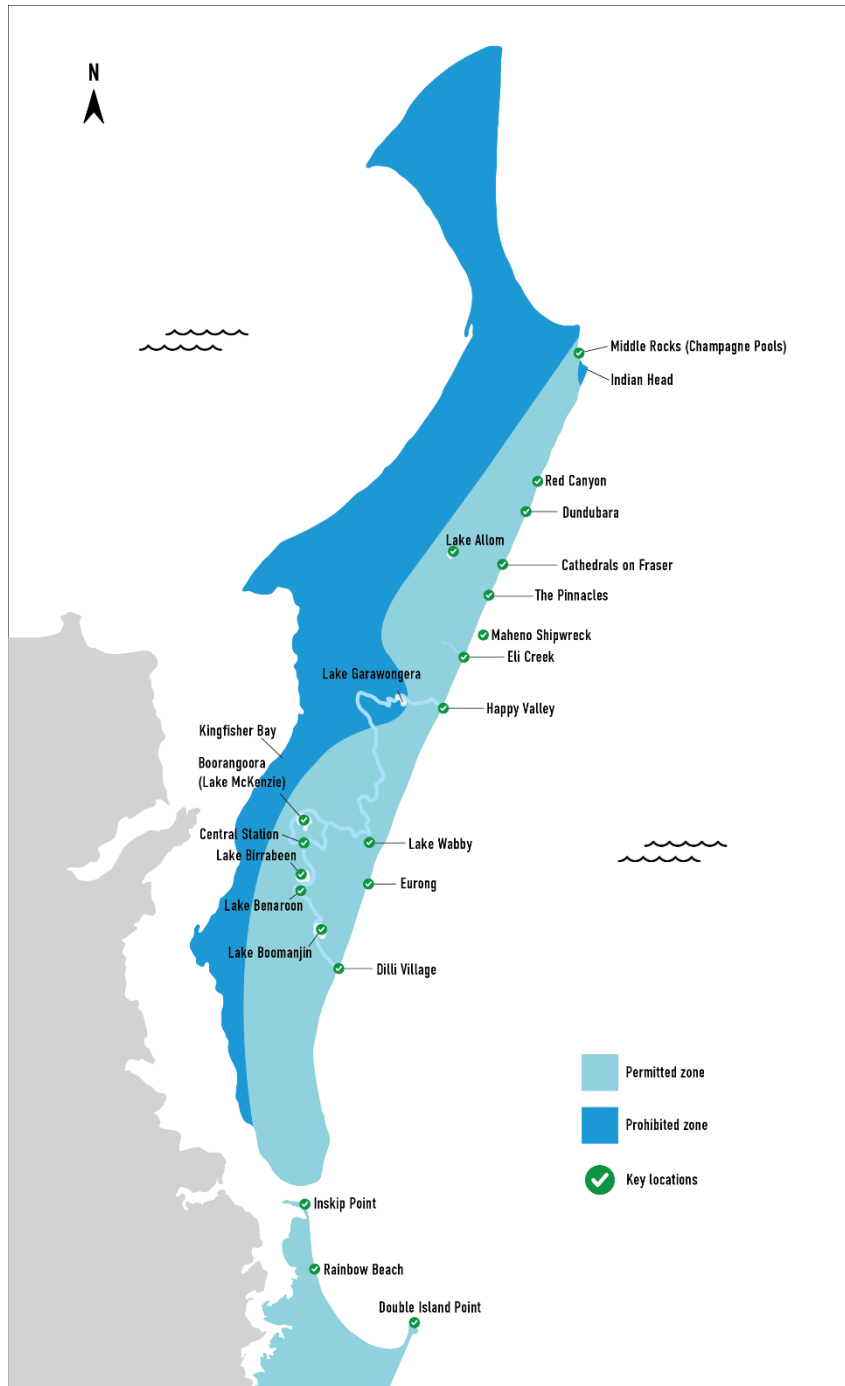 N
Middle Rocks (Champagne Pools)
Indian Head
Red Canyon
Dundubara
Lake Allom
Cathedrals on Fraser
The Pinnacles
Maheno Shipwreck
Eli Creek
Lake Garawongera
Happy Valley
Kingfisher Bay
Boorangoora
(Lake McKenzie)
Central Station
Lake Wabby
Lake Birrabeen
Eurong
Lake Benaroon
Lake Boomanjin
Dilli Village
Permitted zone
Prohibited zone
Key locations
Inskip Point
Rainbow Beach
Double Island Point